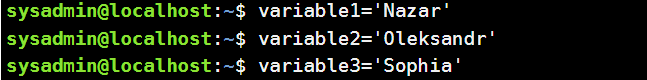 sysadmin@localhost:~$ variable1='Nazar'
sysadmin@localhost:~$ variable2='Oleksandr'
sysadmin@localhost:~$ variable3='Sophia'